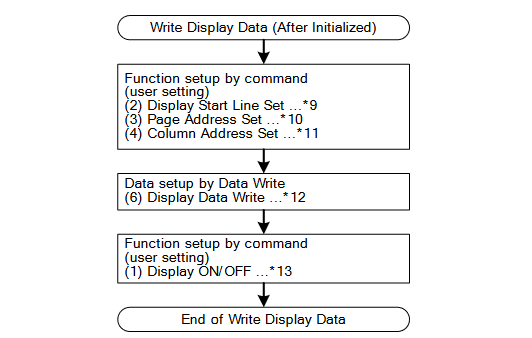 Write Display Data (After Initialized)
Function setup by command
(user setting)
(2) Display Start Line Set ...*9
(3) Page Address Set ...*10
(4) Column Address Set ...*11
Data setup by Data Write
(6) Display Data Write ...*12
Function setup by command
(user setting)
(1) Display ON/OFF ...*13
End of Write Display Data